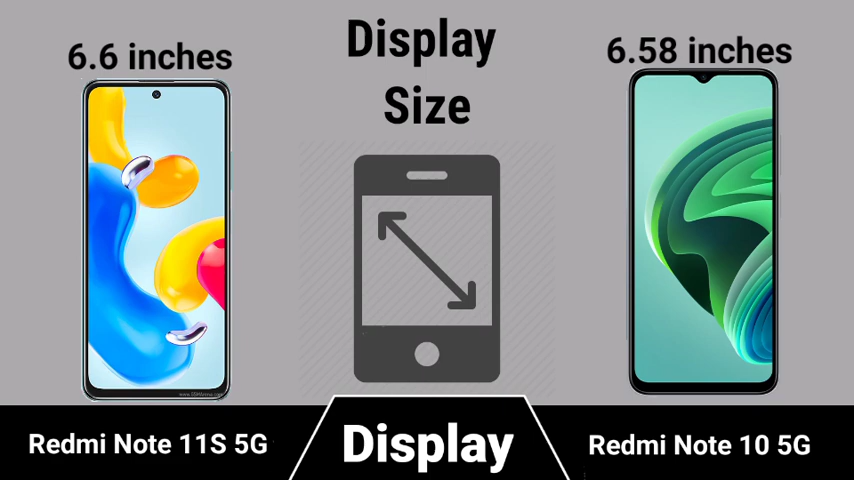 6.6 inches
Display
Size
6.58 inches
Redmi Note 11S 5G
Display
Redmi Note 10 5G